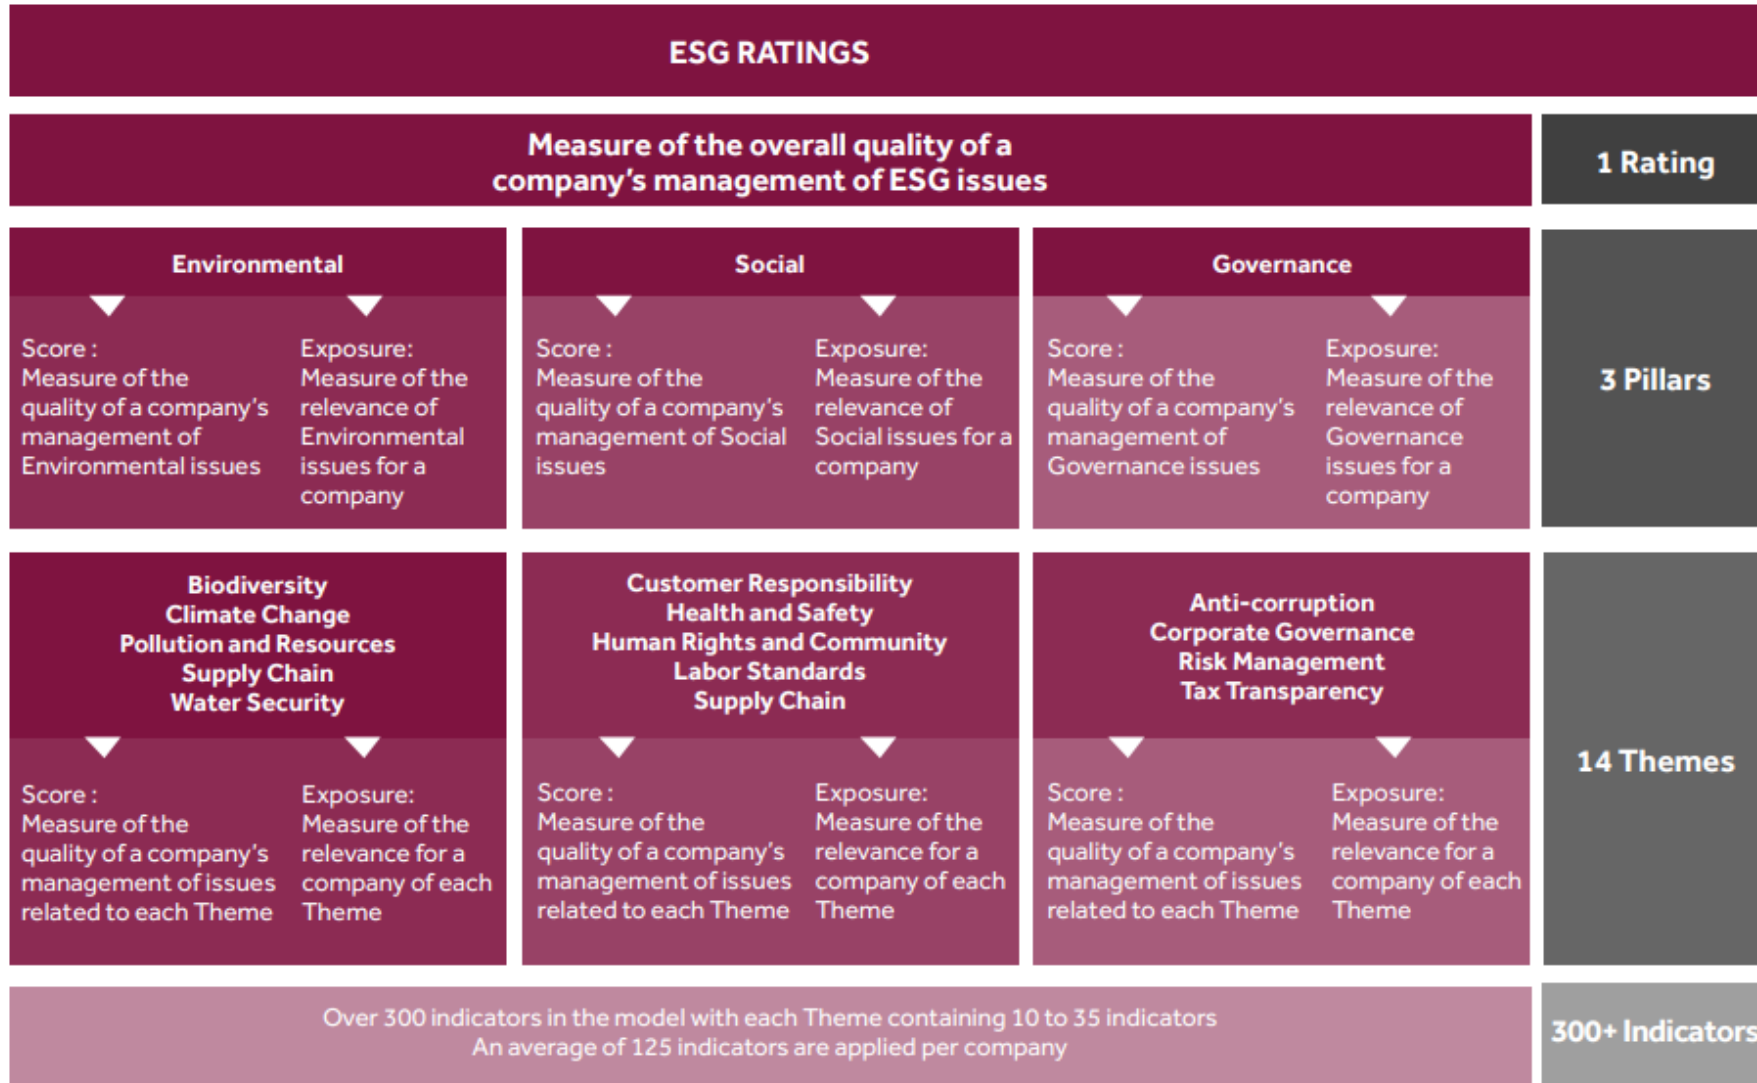 ESG RATINGS
Measure of the overall quality of a
company's management of ESG issues
1 Rating
Environmental
Score :
Measure of the
quality of a company's
management of
Environmental issues
Exposure:
Measure of the
relevance of
Environmental
issues for a
company
Social
Score :
Measure of the
quality of a company's
management of Social
issues
Exposure:
Measure of the
relevance of
Social issues for a
company
Governance
Score :
Measure of the
quality of a company's
management of
Governance issues
Exposure:
Measure of the
relevance of
Governance
issues for a
company
3 Pillars
Biodiversity
Climate Change
Pollution and Resources
Supply Chain
Water Security
Score :
Measure of the
quality of a company's
management of issues
related to each Theme
Exposure:
Measure of the
relevance for a
company of each
Theme
Customer Responsibility
Health and Safety
Human Rights and Community
Labor Standards
Supply Chain
Score :
Measure of the
quality of a company's
management of issues
related to each Theme
Exposure:
Measure of the
relevance for a
company of each
Theme
Anti-corruption
Corporate Governance
Risk Management
Tax Transparency
Score :
Measure of the
quality of a company's
management of issues
related to each Theme
Exposure:
Measure of the
relevance for a
company of each
Theme
14 Themes
Over 300 indicators in the model with each Theme containing 10 to 35 indicators
An average of 125 indicators are applied per company
300+ Indicators